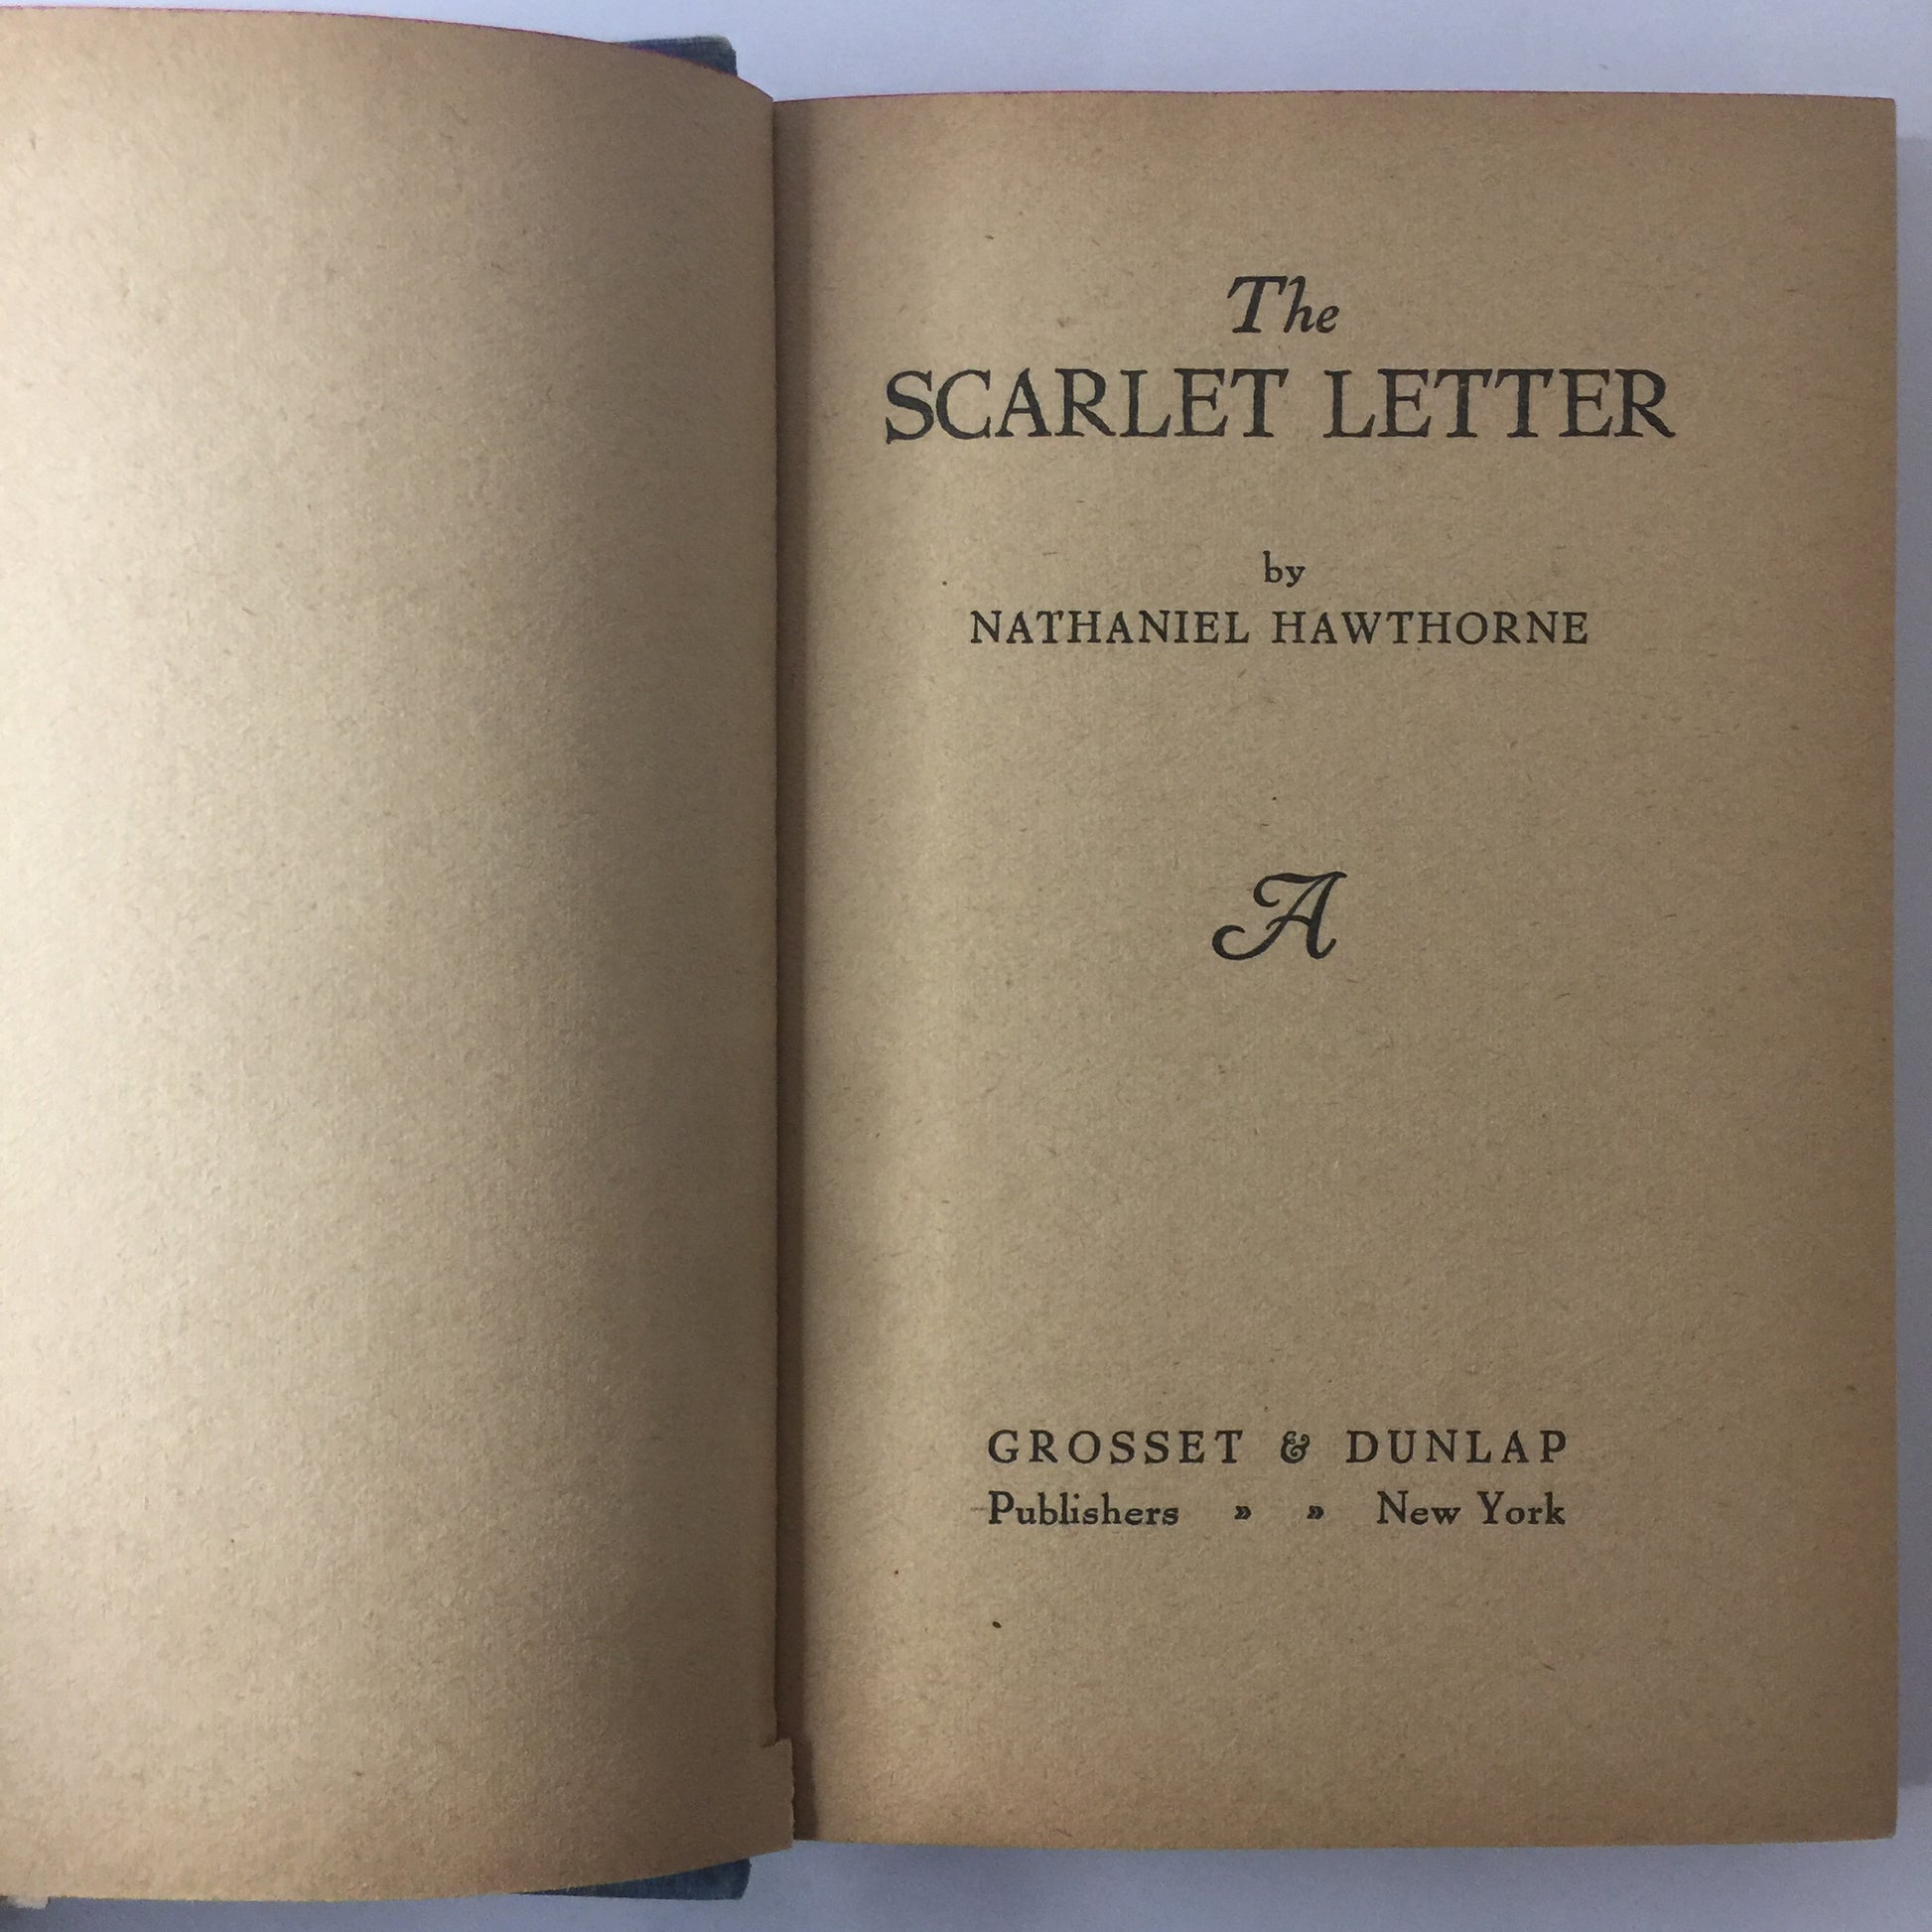 The
SCARLET LETTER
by
NATHANIEL HAWTHORNE
A
GROSSET & DUNLAP
Publishers » » New York